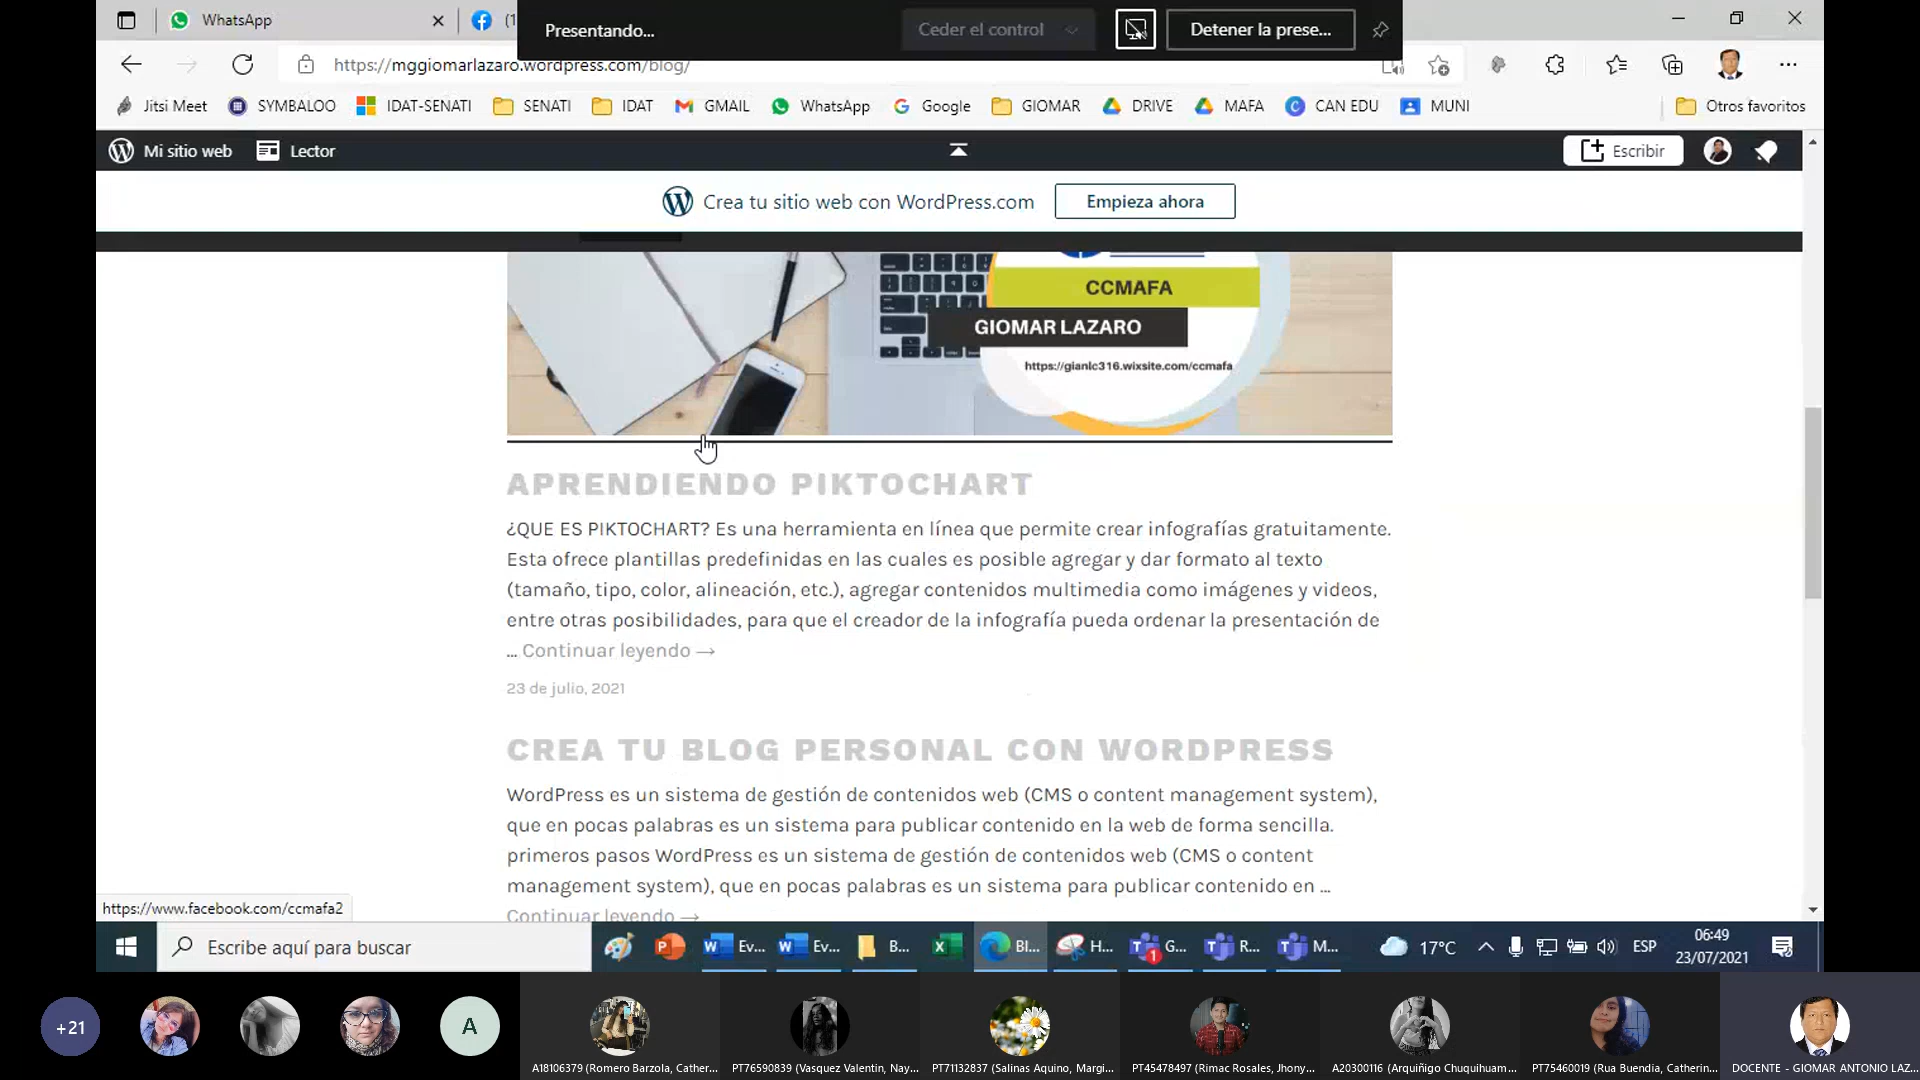 WhatsApp
(1
Presentando...
Ceder el control
Detener la prese...
https://mggiomarlazaro.wordpress.com/blog/
Jitsi Meet
SYMBALOO
IDAT-SENATI
SENATI
IDAT
GMAIL
WhatsApp
Google
GIOMAR
DRIVE
MAFA
CAN EDU
MUNI
Otros favoritos
Mi sitio web
Lector
Escribir
Crea tu sitio web con WordPress.com
Empieza ahora
CCMAFA
GIOMAR LAZARO
https://gianlc316.wixsite.com/ccmafa
APRENDIENDO PIKTOCHART
¿QUE ES PIKTOCHART? Es una herramienta en línea que permite crear infografías gratuitamente.
Esta ofrece plantillas predefinidas en las cuales es posible agregar y dar formato al texto
(tamaño, tipo, color, alineación, etc.), agregar contenidos multimedia como imágenes y videos,
entre otras posibilidades, para que el creador de la infografía pueda ordenar la presentación de
... Continuar leyendo →
23 de julio, 2021
CREA TU BLOG PERSONAL CON WORDPRESS
WordPress es un sistema de gestión de contenidos web (CMS o content management system),
que en pocas palabras es un sistema para publicar contenido en la web de forma sencilla.
primeros pasos WordPress es un sistema de gestión de contenidos web (CMS o content
management system), que en pocas palabras es un sistema para publicar contenido en ...
Continuar leyendo →
https://www.facebook.com/ccmafa2
Escribe aquí para buscar
Ev...
Ev...
B...
Bl...
H...
1
G...
R...
M...
17°C
ESP
06:49
23/07/2021
+21
A
A18106379 (Romero Barzola, Cather...
PT76590839 (Vasquez Valentin, Nay...
PT71132837 (Salinas Aquino, Margi...
PT45478497 (Rimac Rosales, Jhony...
A20300116 (Arquiñigo Chuquihuam...
PT75460019 (Rua Buendía, Catherin...
DOCENTE - GIOMAR ANTONIO LAZ...